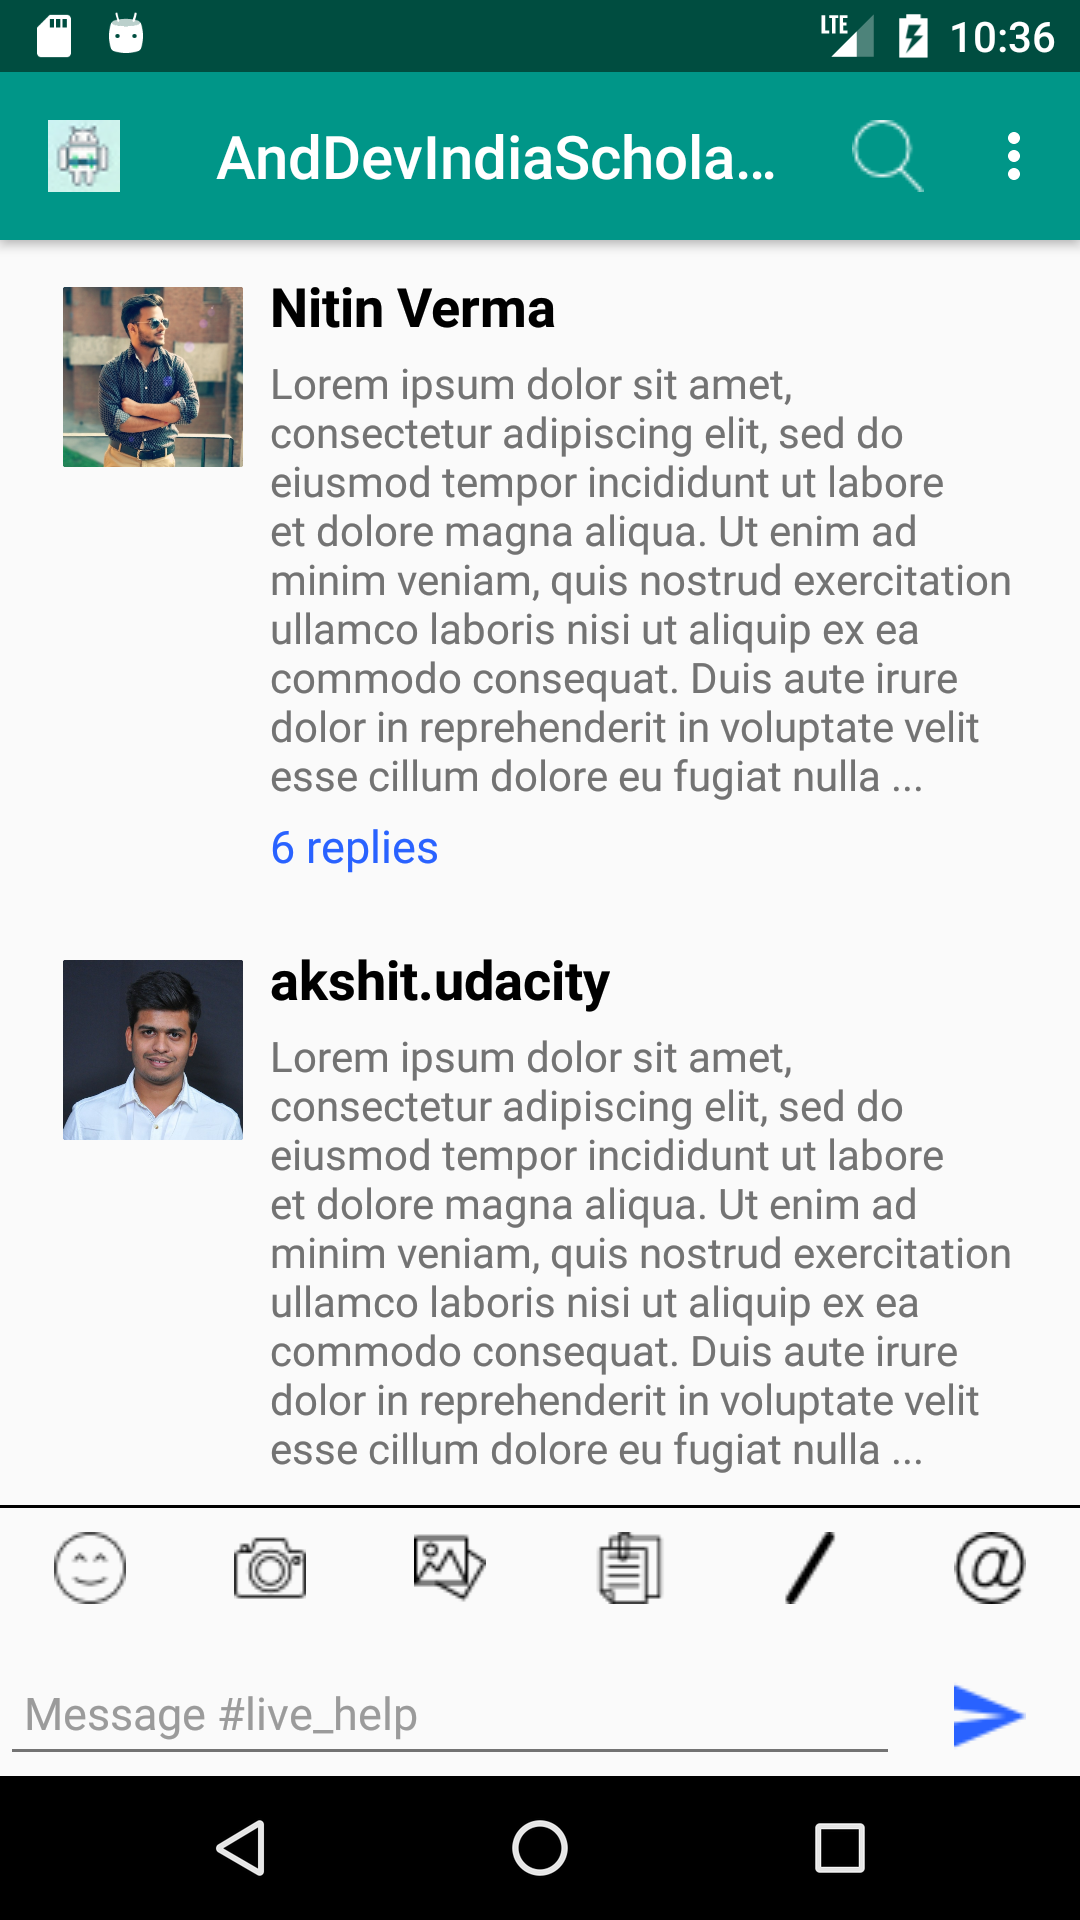 LTE 10:36
AndDevIndiaSchola...
Nitin Verma
Lorem ipsum dolor sit amet,
consectetur adipiscing elit, sed do
eiusmod tempor incididunt ut labore
et dolore magna aliqua. Ut enim ad
minim veniam, quis nostrud exercitation
ullamco laboris nisi ut aliquip ex ea
commodo consequat. Duis aute irure
dolor in reprehenderit in voluptate velit
esse cillum dolore eu fugiat nulla ...
6 replies
akshit.udacity
Lorem ipsum dolor sit amet,
consectetur adipiscing elit, sed do
eiusmod tempor incididunt ut labore
et dolore magna aliqua. Ut enim ad
minim veniam, quis nostrud exercitation
ullamco laboris nisi ut aliquip ex ea
commodo consequat. Duis aute irure
dolor in reprehenderit in voluptate velit
esse cillum dolore eu fugiat nulla ...
@
Message #live_help